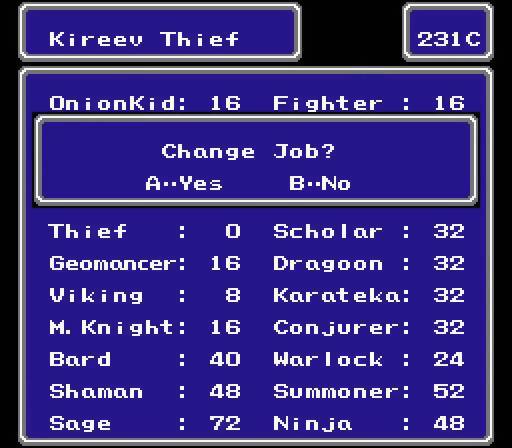 Kireev Thief 231C
OnionKid: 16 Fighter : 16
Change Job?
A··Yes B··No
Thief : 0 Scholar : 32
Geomancer: 16 Dragoon : 32
Viking : 8 Karateka: 32
M.Knight: 16 Conjurer: 32
Bard : 40 Warlock : 24
Shaman : 48 Summoner: 52
Sage : 72 Ninja : 48